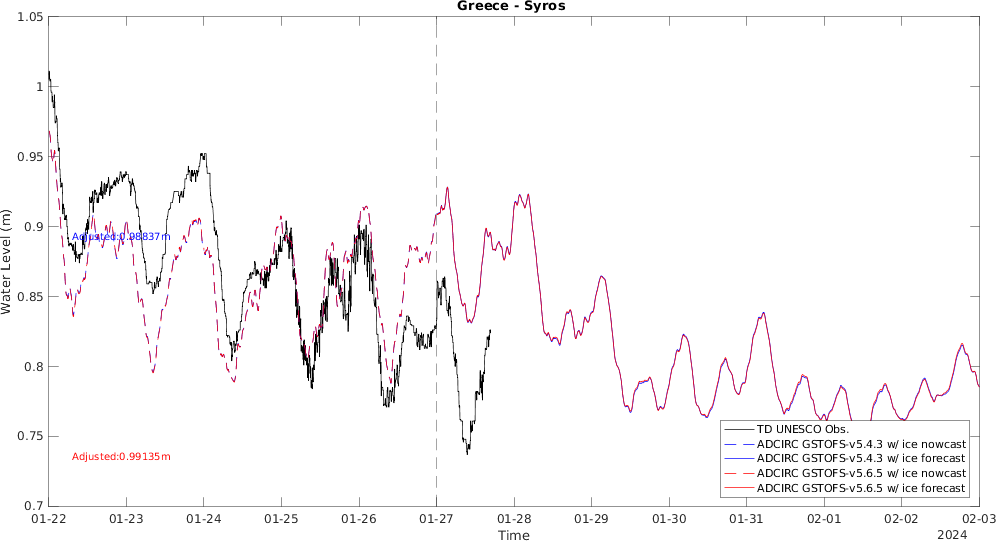 Greece - Syros
1.05
1
0.95
0.9
0.85
0.8
0.75
0.7
Water Level (m)
Adjusted:0.98837m
Adjusted:0.99135m
TD UNESCO Obs.
ADCIRC GSTOFS-v5.4.3 w/ ice nowcast
ADCIRC GSTOFS-v5.4.3 w/ ice forecast
ADCIRC GSTOFS-v5.6.5 w/ ice nowcast
ADCIRC GSTOFS-v5.6.5 w/ ice forecast
01-22 01-23 01-24 01-25 01-26 01-27 01-28 01-29 01-30 01-31 02-01 02-02 02-03
Time
2024